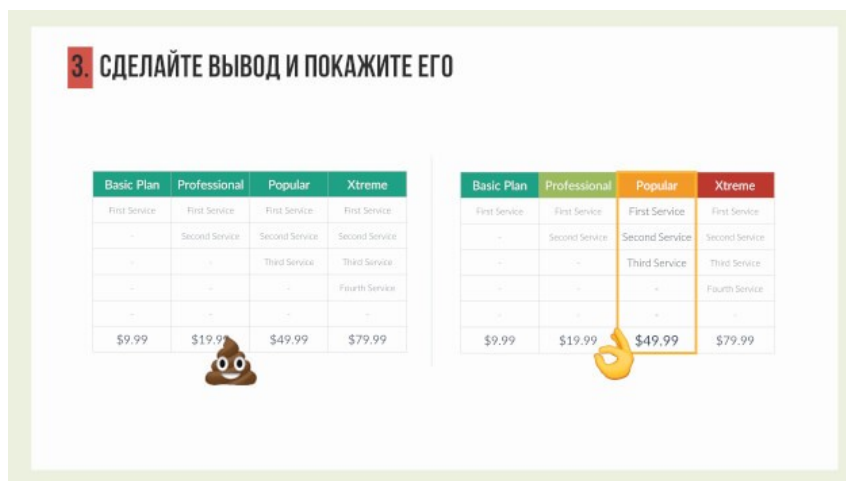 3. СДЕЛАЙТЕ ВЫВОД И ПОКАЖИТЕ ЕГО
Basic Plan Professional Popular Xtreme
First Service First Service First Service First Service
- Second Service Second Service Second Service
- - Third Service Third Service
- - - Fourth Service
- - - -
$9.99 $19.99 $49.99 $79.99
Basic Plan Professional Popular Xtreme
First Service First Service First Service First Service
- Second Service Second Service Second Service
- - Third Service Third Service
- - - Fourth Service
- - - -
$9.99 $19.99 $49.99 $79.99